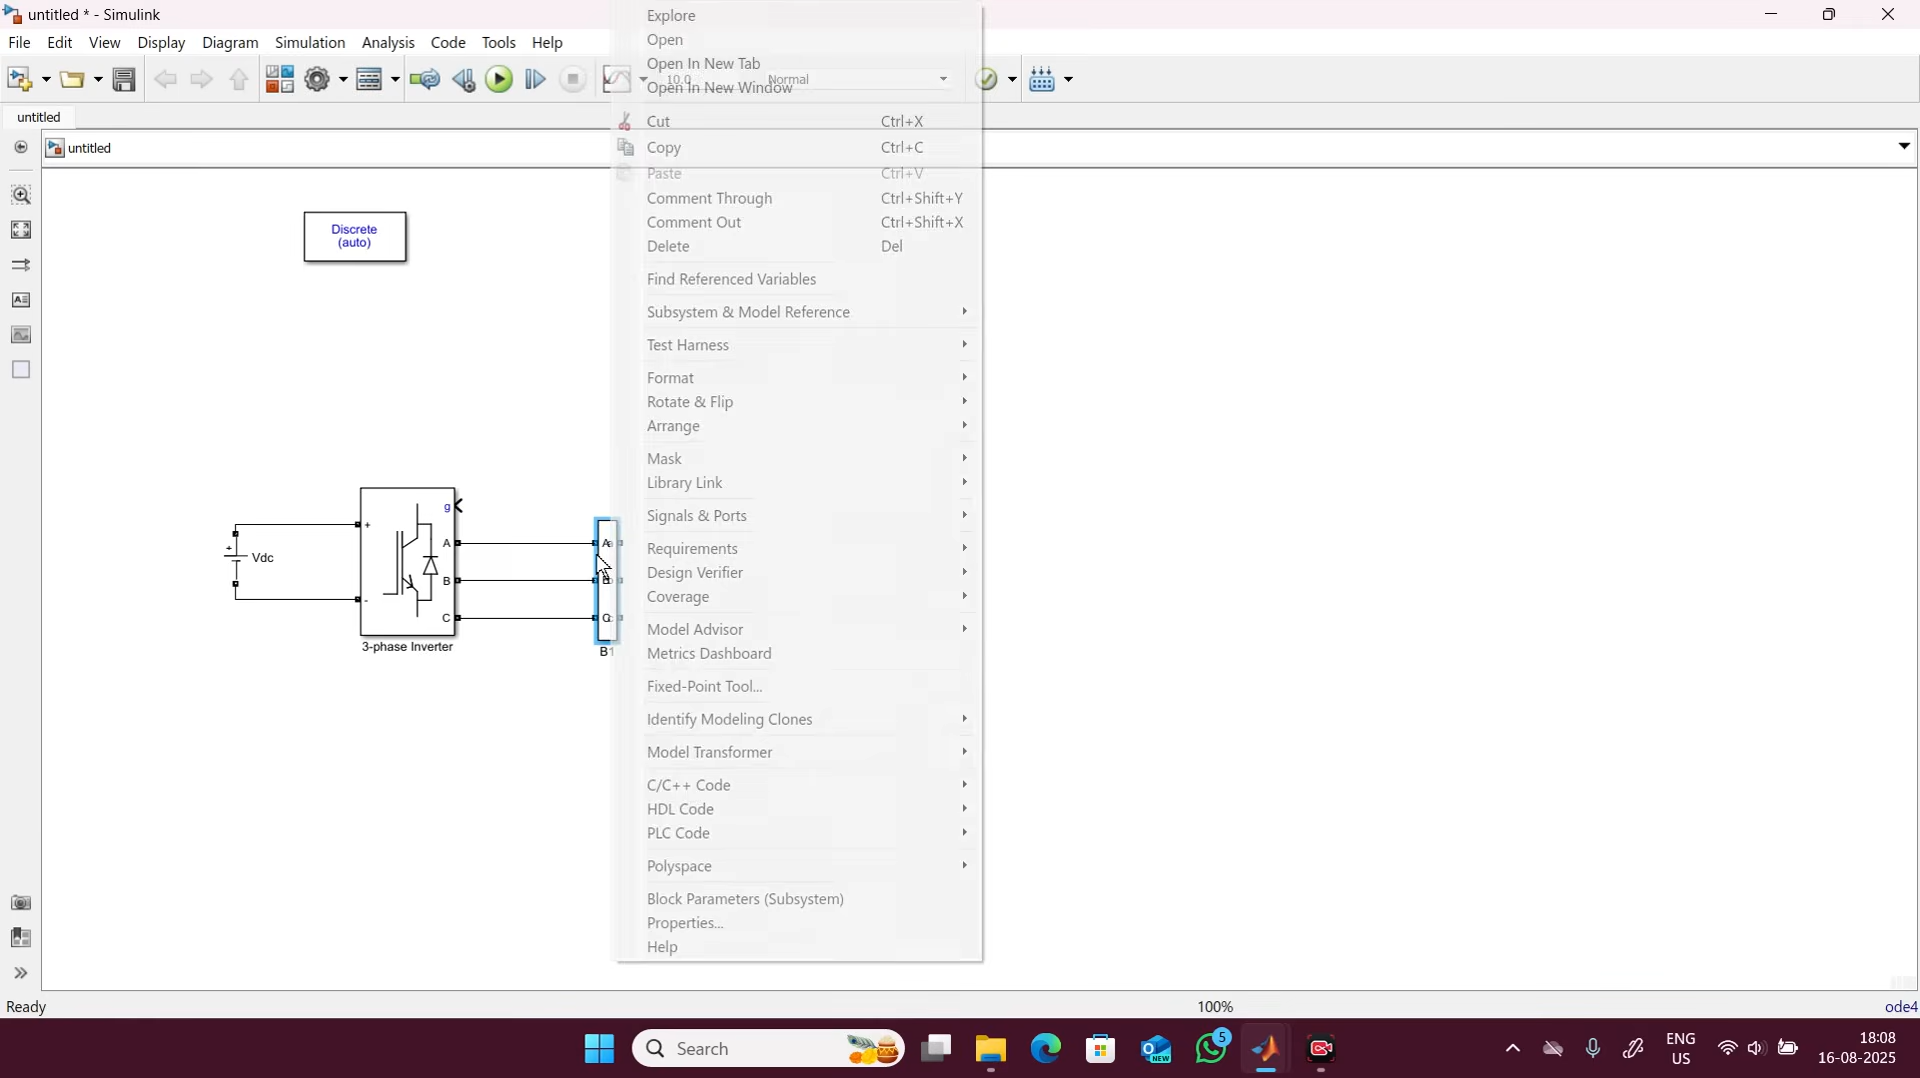 untitled * - Simulink
File Edit View Display Diagram Simulation Analysis Code Tools Help
10.0 Normal
untitled
untitled
Explore
Open
Open In New Tab
Open In New Window
Cut Ctrl+X
Copy Ctrl+C
Paste Ctrl+V
Comment Through Ctrl+Shift+Y
Comment Out Ctrl+Shift+X
Delete Del
Find Referenced Variables
Subsystem & Model Reference
Test Harness
Format
Rotate & Flip
Arrange
Mask
Library Link
Signals & Ports
Requirements
Design Verifier
Coverage
Model Advisor
Metrics Dashboard
Fixed-Point Tool...
Identify Modeling Clones
Model Transformer
C/C++ Code
HDL Code
PLC Code
Polyspace
Block Parameters (Subsystem)
Properties...
Help
Discrete
(auto)
+
Vdc
+
-
g
A
B
C
3-phase Inverter
A a
B b
C c
B1
Ready 100% ode4
Search
5
ENG
US
18:08
16-08-2025